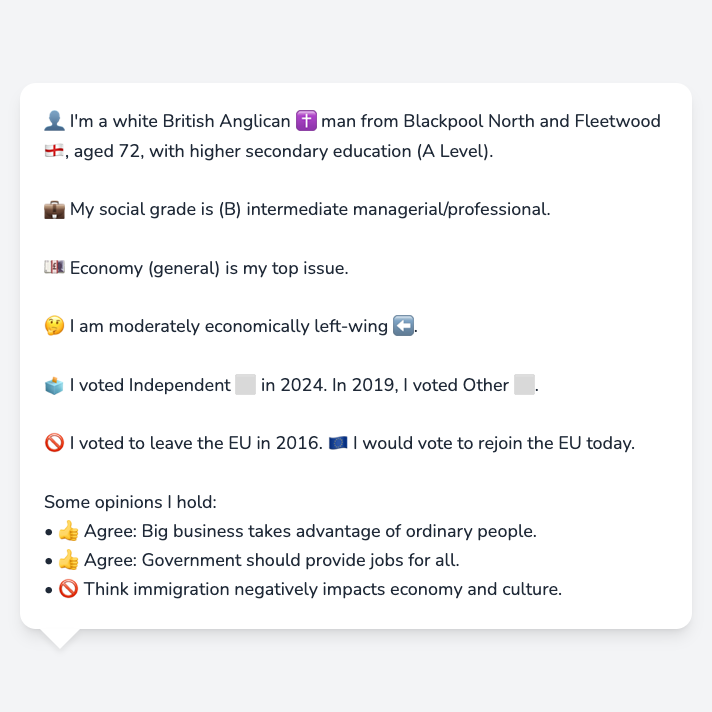 👤 I'm a white British Anglican ✝️ man from Blackpool North and Fleetwood
🏴󠁧󠁢󠁥󠁮󠁧󠁿, aged 72, with higher secondary education (A Level).
💼 My social grade is (B) intermediate managerial/professional.
💷 Economy (general) is my top issue.
🤔 I am moderately economically left-wing ⬅️.
🗳️ I voted Independent ⬜ in 2024. In 2019, I voted Other ⬜.
🚫 I voted to leave the EU in 2016. 🇪🇺 I would vote to rejoin the EU today.
Some opinions I hold:
• 👍 Agree: Big business takes advantage of ordinary people.
• 👍 Agree: Government should provide jobs for all.
• 🚫 Think immigration negatively impacts economy and culture.